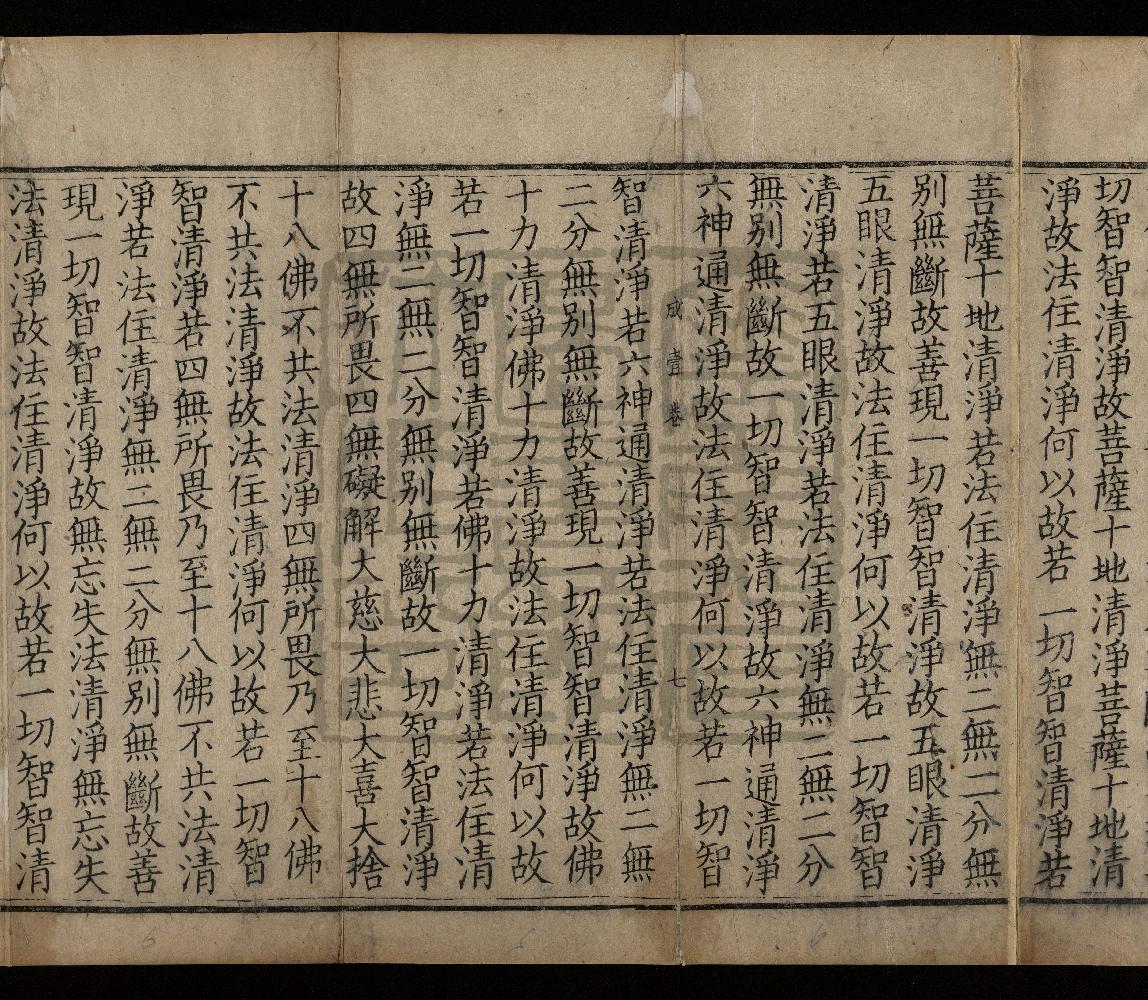 切智智清淨故菩薩十地清淨菩薩十地清
淨故法住清淨何以故若一切智智清淨若
菩薩十地清淨若法住清淨無二無二分無
别無斷故善現一切智智清淨故五眼清淨
五眼清淨故法住清淨何以故若一切智智
清淨若五眼清淨若法住清淨無二無二分
無别無斷故一切智智清淨故六神通清淨
六神通清淨故法住清淨何以故若一切智
成 壹 卷 七
智清淨若六神通清淨若法住清淨無二無
二分無别無斷故善現一切智智清淨故佛
十力清淨佛十力清淨故法住清淨何以故
若一切智智清淨若佛十力清淨若法住清
淨無二無二分無别無斷故一切智智清淨
故四無所畏四無礙解大慈大悲大喜大捨
十八佛不共法清淨四無所畏乃至十八佛
不共法清淨故法住清淨何以故若一切智
智清淨若四無所畏乃至十八佛不共法清
淨若法住清淨無二無二分無别無斷故善
現一切智智清淨故無忘失法清淨無忘失
法清淨故法住清淨何以故若一切智智清